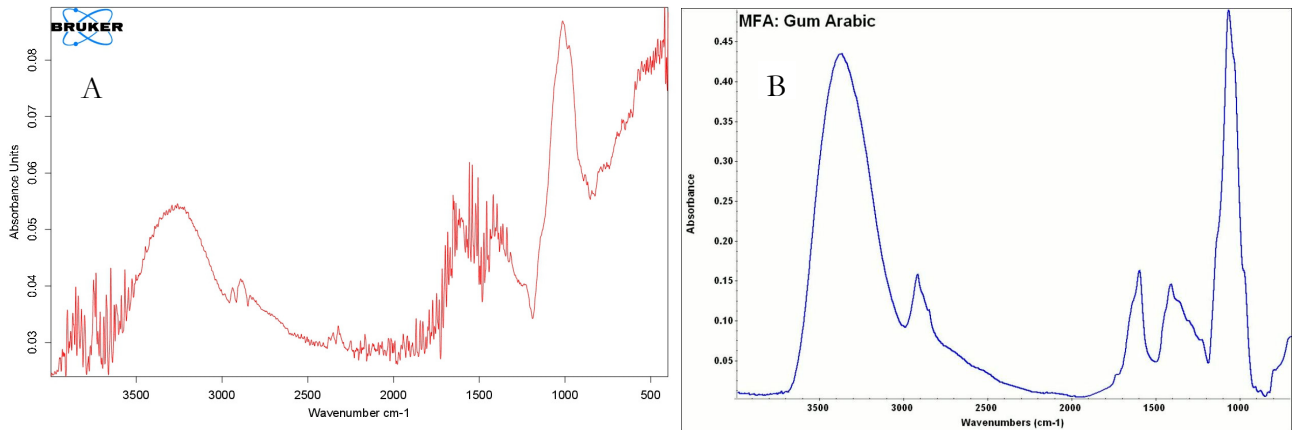 BRUKER
A
Absorbance Units
0.03 0.04 0.05 0.06 0.07 0.08
3500 3000 2500 2000 1500 1000 500
Wavenumber cm-1
MFA: Gum Arabic
B
Absorbance
0.45
0.40
0.35
0.30
0.25
0.20
0.15
0.10
0.05
3500 3000 2500 2000 1500 1000
Wavenumbers (cm-1)